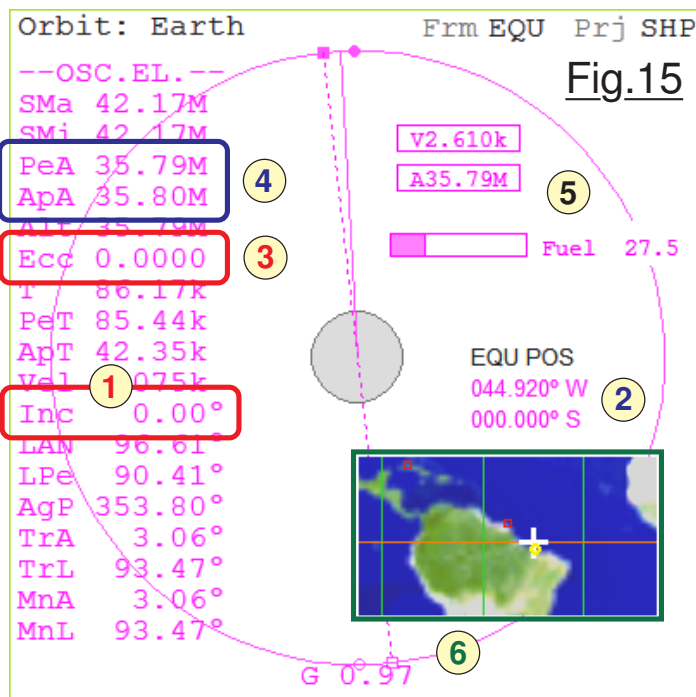 Orbit: Earth Frm EQU Prj SHP
Fig.15
--OSC.EL.--
SMa 42.17M
SMi 42.17M
PeA 35.79M
ApA 35.80M
4
Alt 35.79M
Ecc 0.0000
3
T 86.17k
PeT 85.44k
ApT 42.35k
Vel 075k
1
Inc 0.00°
LAN 96.61°
LPe 90.41°
AgP 353.80°
TrA 3.06°
TrL 93.47°
MnA 3.06°
MnL 93.47°
V2.610k
A35.79M
5
Fuel 27.5
EQU POS
044.920° W
000.000° S
2
6
G 0.97